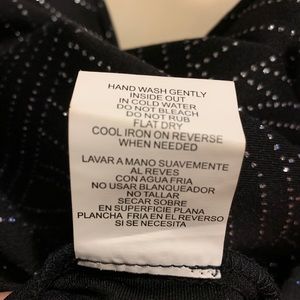 HAND WASH GENTLY
INSIDE OUT
IN COLD WATER
DO NOT BLEACH
DO NOT RUB
FLAT DRY
COOL IRON ON REVERSE
WHEN NEEDED
LAVAR A MANO SUAVEMENTE
AL REVES
CON AGUA FRIA
NO USAR BLANQUEADOR
NO TALLAR
SECAR SOBRE
EN SUPERFICIE PLANA
PLANCHA FRIA EN EL REVERSO
SI SE NECESITA